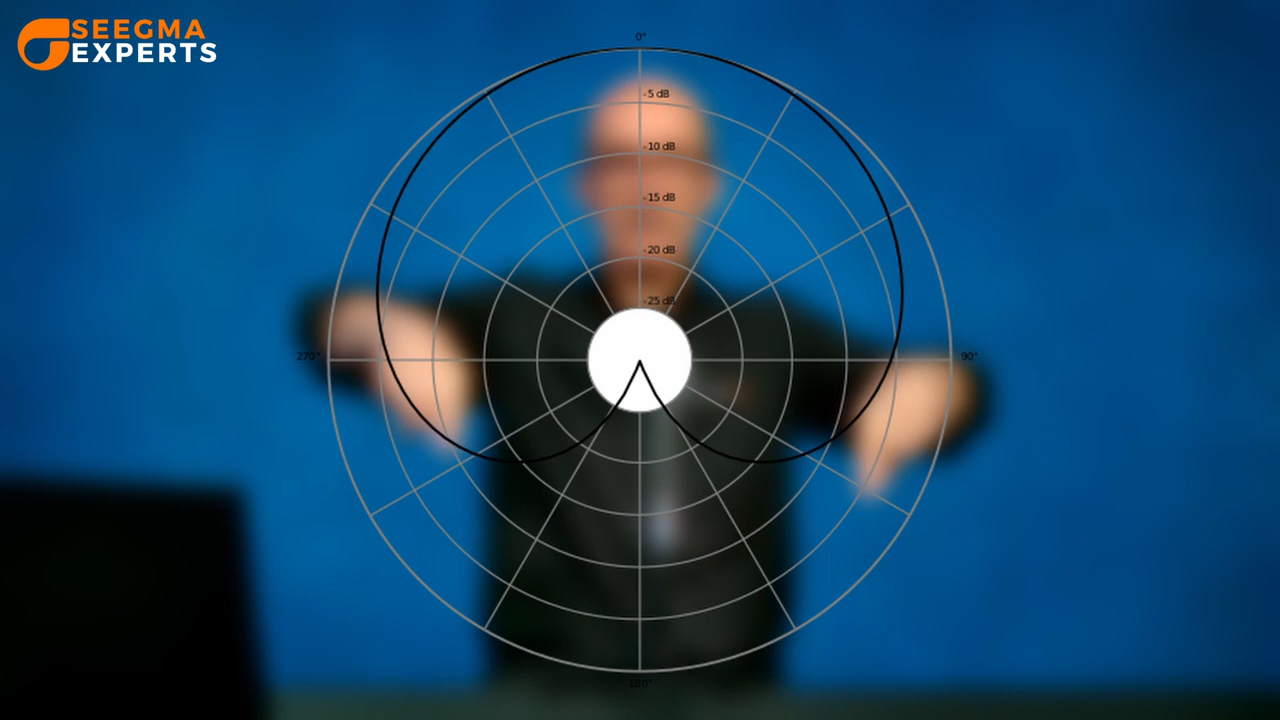 SEEGMA
EXPERTS
0°
-5 dB
-10 dB
-15 dB
-20 dB
-25 dB
270°
90°
180°